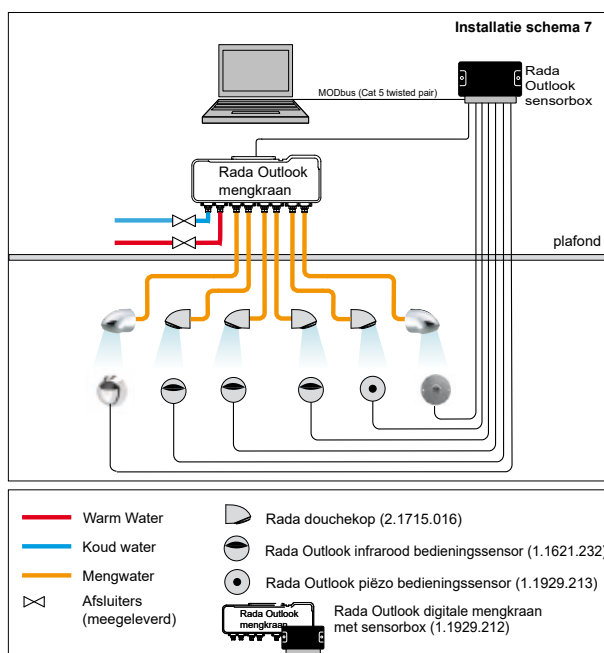 Installatie schema 7
Rada
Outlook
sensorbox
MODbus (Cat 5 twisted pair)
Rada Outlook
mengkraan
plafond
Warm Water
Koud water
Mengwater
Afsluiters
(meegeleverd)
Rada douchekop (2.1715.016)
Rada Outlook infrarood bedieningssensor (1.1621.232)
Rada Outlook piëzo bedieningssensor (1.1929.213)
Rada Outlook
mengkraan
Rada Outlook digitale mengkraan
met sensorbox (1.1929.212)